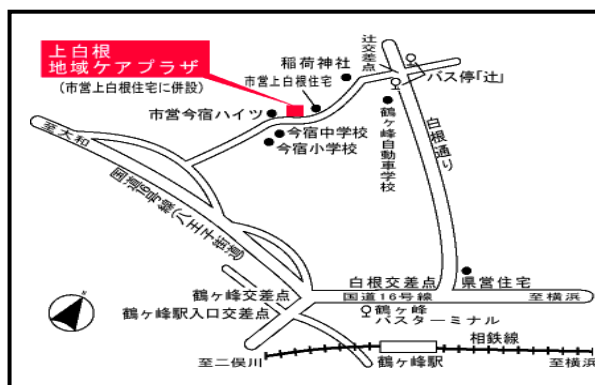 上白根
地域ケアプラザ
(市営上白根住宅に併設)
稲荷神社
市営上白根住宅
辻交差点
バス停「辻」
市営今宿ハイツ
今宿中学校
今宿小学校
鶴ヶ峰自動車学校
白根通り
至大和
国道16号線(八王子街道)
白根交差点
県営住宅
鶴ヶ峰交差点
国道16号線
至横浜
鶴ヶ峰駅入口交差点
鶴ヶ峰
バスターミナル
相鉄線
至二俣川
鶴ヶ峰駅
至横浜